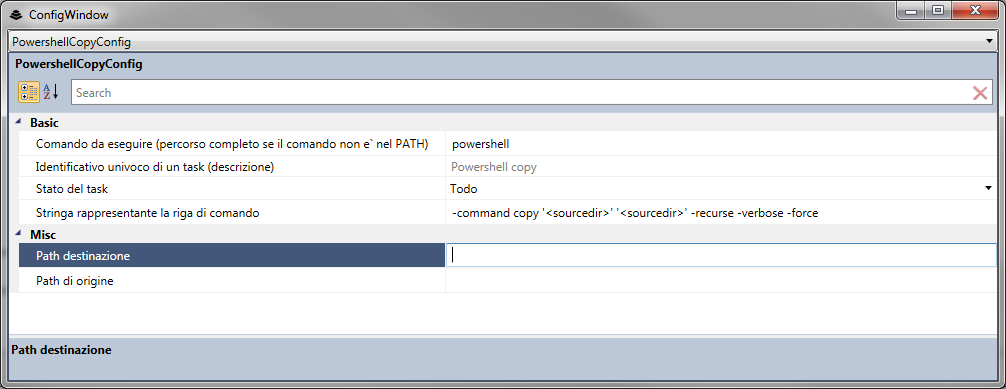 ConfigWindow
PowershellCopyConfig
PowershellCopyConfig
A Z Search
Basic
Comando da eseguire (percorso completo se il comando non e` nel PATH) powershell
Identificativo univoco di un task (descrizione) Powershell copy
Stato del task Todo
Stringa rappresentante la riga di comando -command copy '<sourcedir>' '<sourcedir>' -recurse -verbose -force
Misc
Path destinazione
Path di origine
Path destinazione